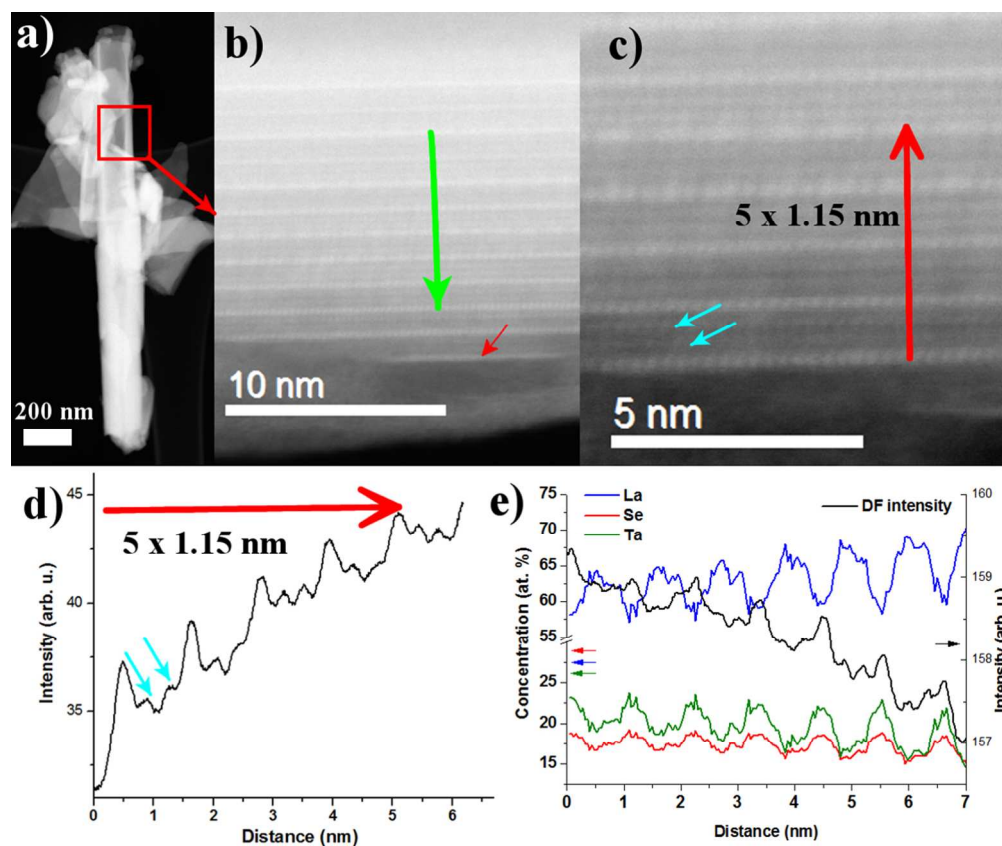 a)
200 nm
b)
10 nm
c)
5 x 1.15 nm
5 nm
d)
45
40
35
Intensity (arb. u.)
5 x 1.15 nm
0 1 2 3 4 5 6
Distance (nm)
e)
La
Se
Ta
DF intensity
75
70
65
60
55
25
20
15
Concentration (at. %)
160
159
158
157
Intensity (arb. u.)
0 1 2 3 4 5 6 7
Distance (nm)